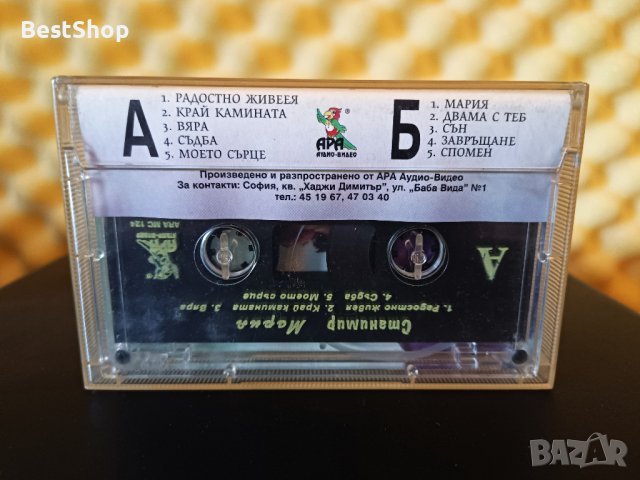 BestShop
А
1. РАДОСТНО ЖИВЕЕЯ
2. КРАЙ КАМИНАТА
3. ВЯРА
4. СЪДБА
5. МОЕТО СЪРЦЕ
®
АРА
АУДИО-ВИДЕО
Б
1. МАРИЯ
2. ДВАМА С ТЕБ
3. СЪН
4. ЗАВРЪЩАНЕ
5. СПОМЕН
Произведено и разпространено от АРА Аудио-Видео
За контакти: София, кв. „Хаджи Димитър", ул. „Баба Вида" №1
тел.: 45 19 67, 47 03 40
A
Станимир Мария
1. Радостно живея 2. Край камината 3. Вяра
4. Съдба 5. Моето сърце
ARA MC 124
BAZAR